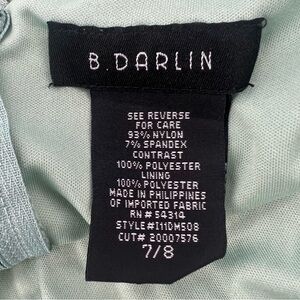 B. DARLIN
SEE REVERSE
FOR CARE
93% NYLON
7% SPANDEX
CONTRAST
100% POLYESTER
LINING
100% POLYESTER
MADE IN PHILIPPINES
OF IMPORTED FABRIC
RN# 54314
STYLE#111DM508
CUT# 20007576
7/8